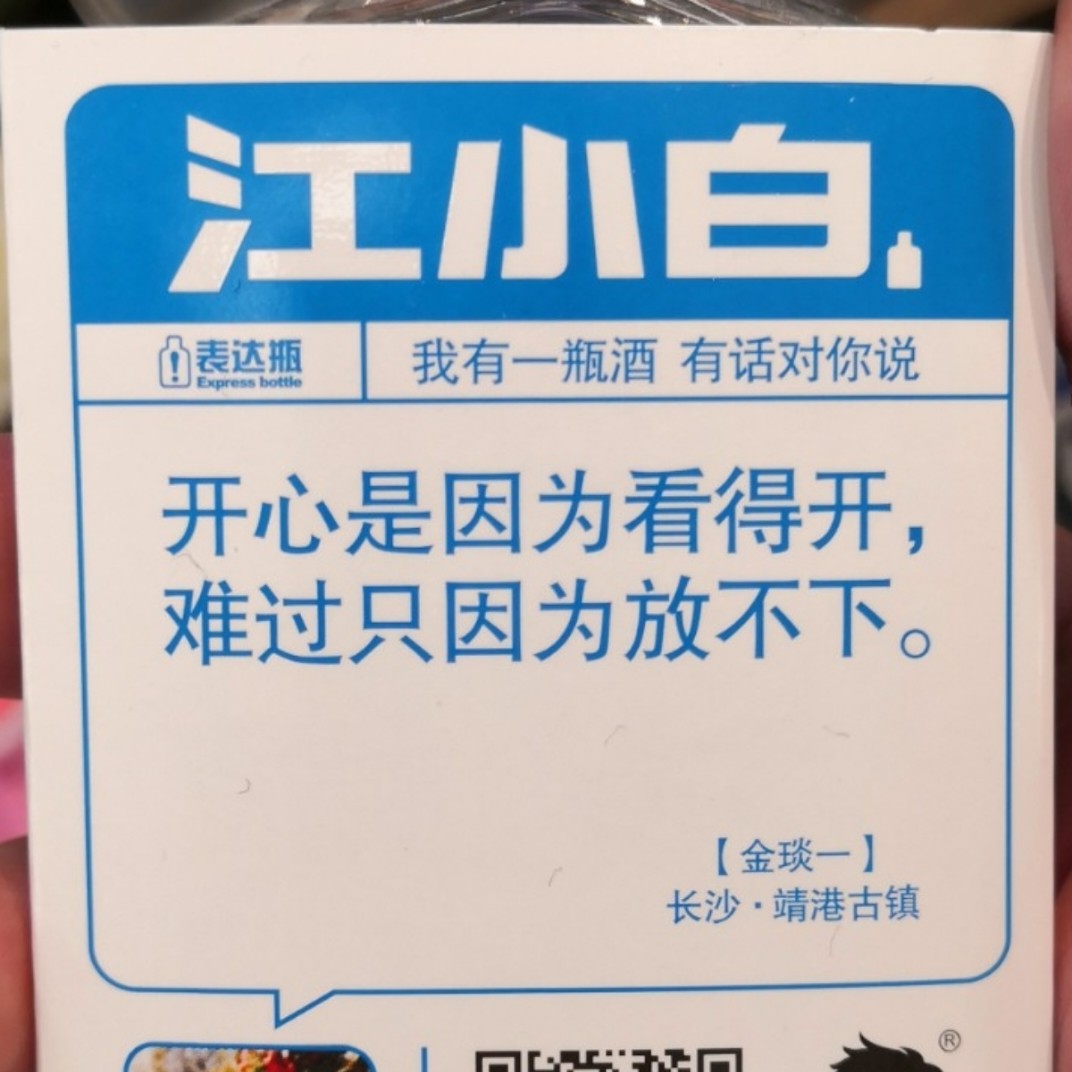 江小白
表达瓶
Express bottle
我有一瓶酒 有话对你说
开心是因为看得开，
难过只因为放不下。
【金琰一】
长沙·靖港古镇
®